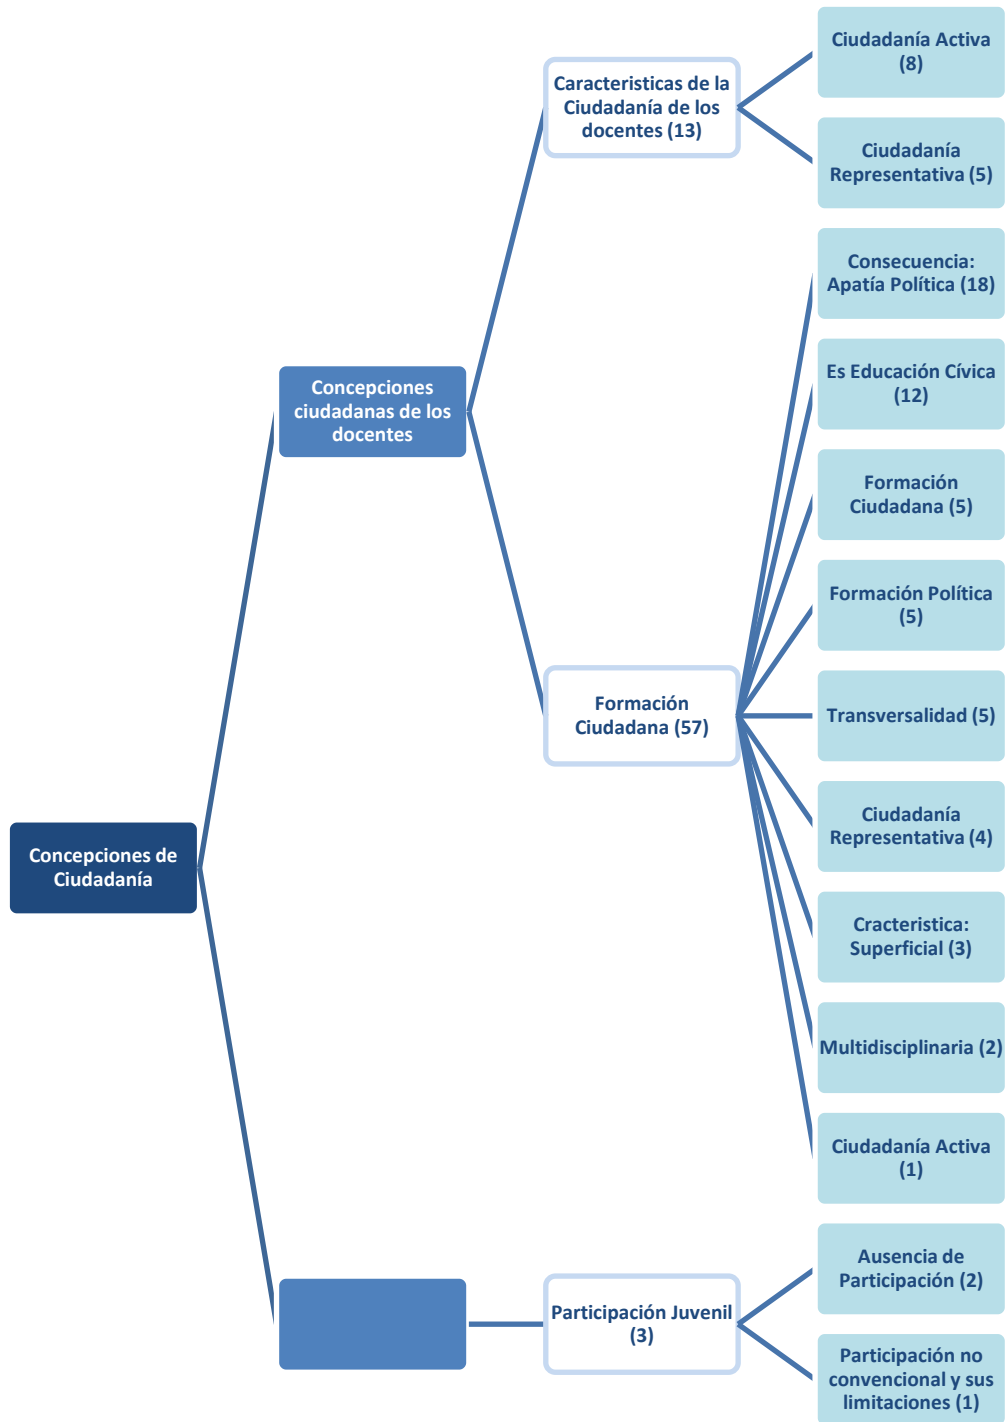 Concepciones de
Ciudadanía
Concepciones
ciudadanas de los
docentes
Caracteristicas de la
Ciudadanía de los
docentes (13)
Ciudadanía Activa
(8)
Ciudadanía
Representativa (5)
Formación
Ciudadana (57)
Consecuencia:
Apatía Política (18)
Es Educación Cívica
(12)
Formación
Ciudadana (5)
Formación Política
(5)
Transversalidad (5)
Ciudadanía
Representativa (4)
Cracteristica:
Superficial (3)
Multidisciplinaria (2)
Ciudadanía Activa
(1)
Participación Juvenil
(3)
Ausencia de
Participación (2)
Participación no
convencional y sus
limitaciones (1)